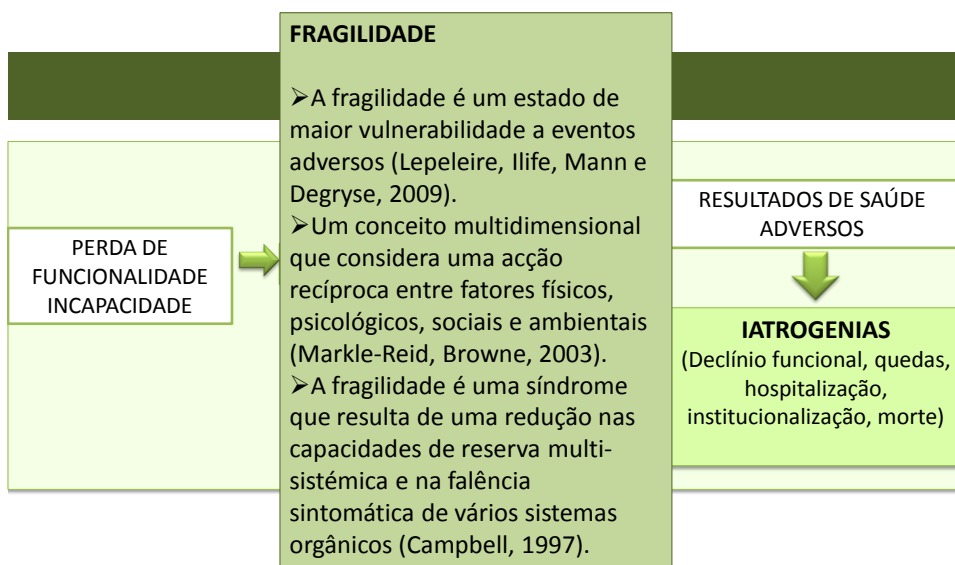 PERDA DE
FUNCIONALIDADE
INCAPACIDADE
FRAGILIDADE
➢A fragilidade é um estado de
maior vulnerabilidade a eventos
adversos (Lepeleire, Ilife, Mann e
Degryse, 2009).
➢Um conceito multidimensional
que considera uma acção
recíproca entre fatores físicos,
psicológicos, sociais e ambientais
(Markle-Reid, Browne, 2003).
➢A fragilidade é uma síndrome
que resulta de uma redução nas
capacidades de reserva multi-
sistémica e na falência
sintomática de vários sistemas
orgânicos (Campbell, 1997).
RESULTADOS DE SAÚDE
ADVERSOS
IATROGENIAS
(Declínio funcional, quedas,
hospitalização,
institucionalização, morte)